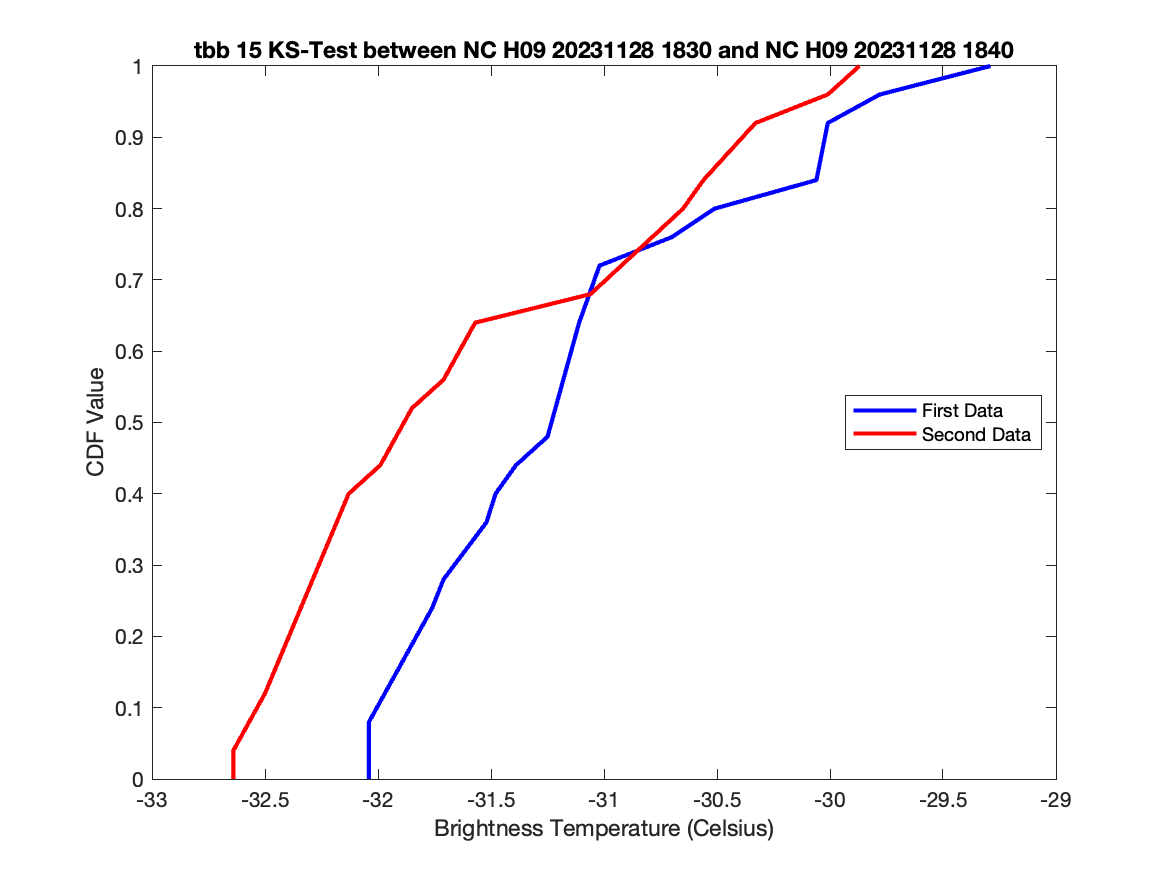 tbb 15 KS-Test between NC H09 20231128 1830 and NC H09 20231128 1840
1
0.9
0.8
0.7
0.6
0.5
0.4
0.3
0.2
0.1
0
CDF Value
First Data
Second Data
-33 -32.5 -32 -31.5 -31 -30.5 -30 -29.5 -29
Brightness Temperature (Celsius)